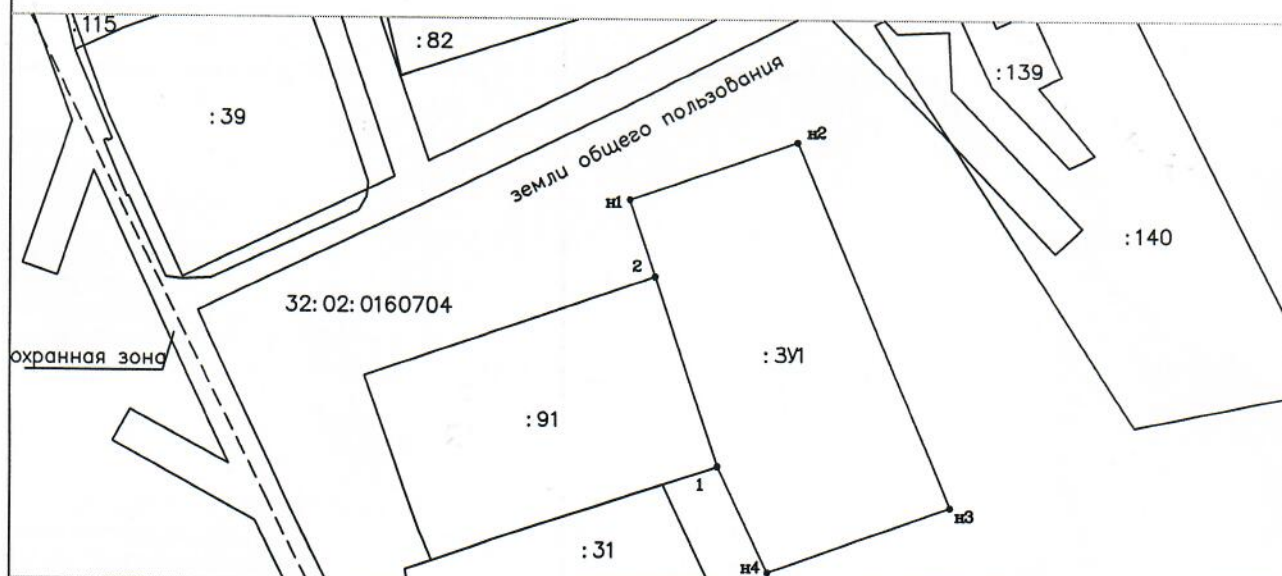 :115
:82
:39
:139
земли общего пользования
н2
н1
:140
2
32:02:0160704
охранная зона
:ЗУ1
:91
1
н3
:31
н4